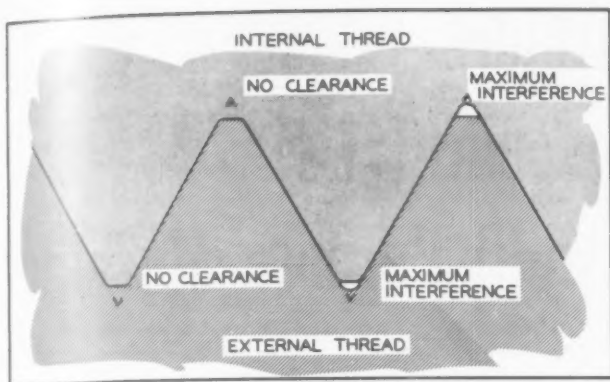 INTERNAL THREAD
NO CLEARANCE
MAXIMUM
INTERFERENCE
NO CLEARANCE
MAXIMUM
INTERFERENCE
EXTERNAL THREAD